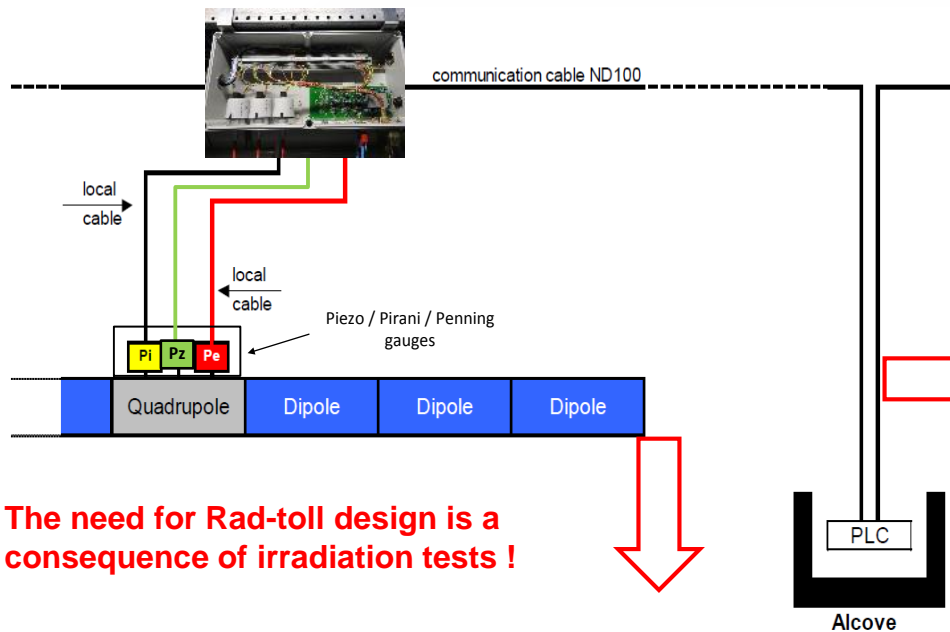 communication cable ND100
local
cable
local
cable
Piezo / Pirani / Penning
gauges
Pi
Pz
Pe
Quadrupole
Dipole
Dipole
Dipole
The need for Rad-toll design is a
consequence of irradiation tests !
PLC
Alcove